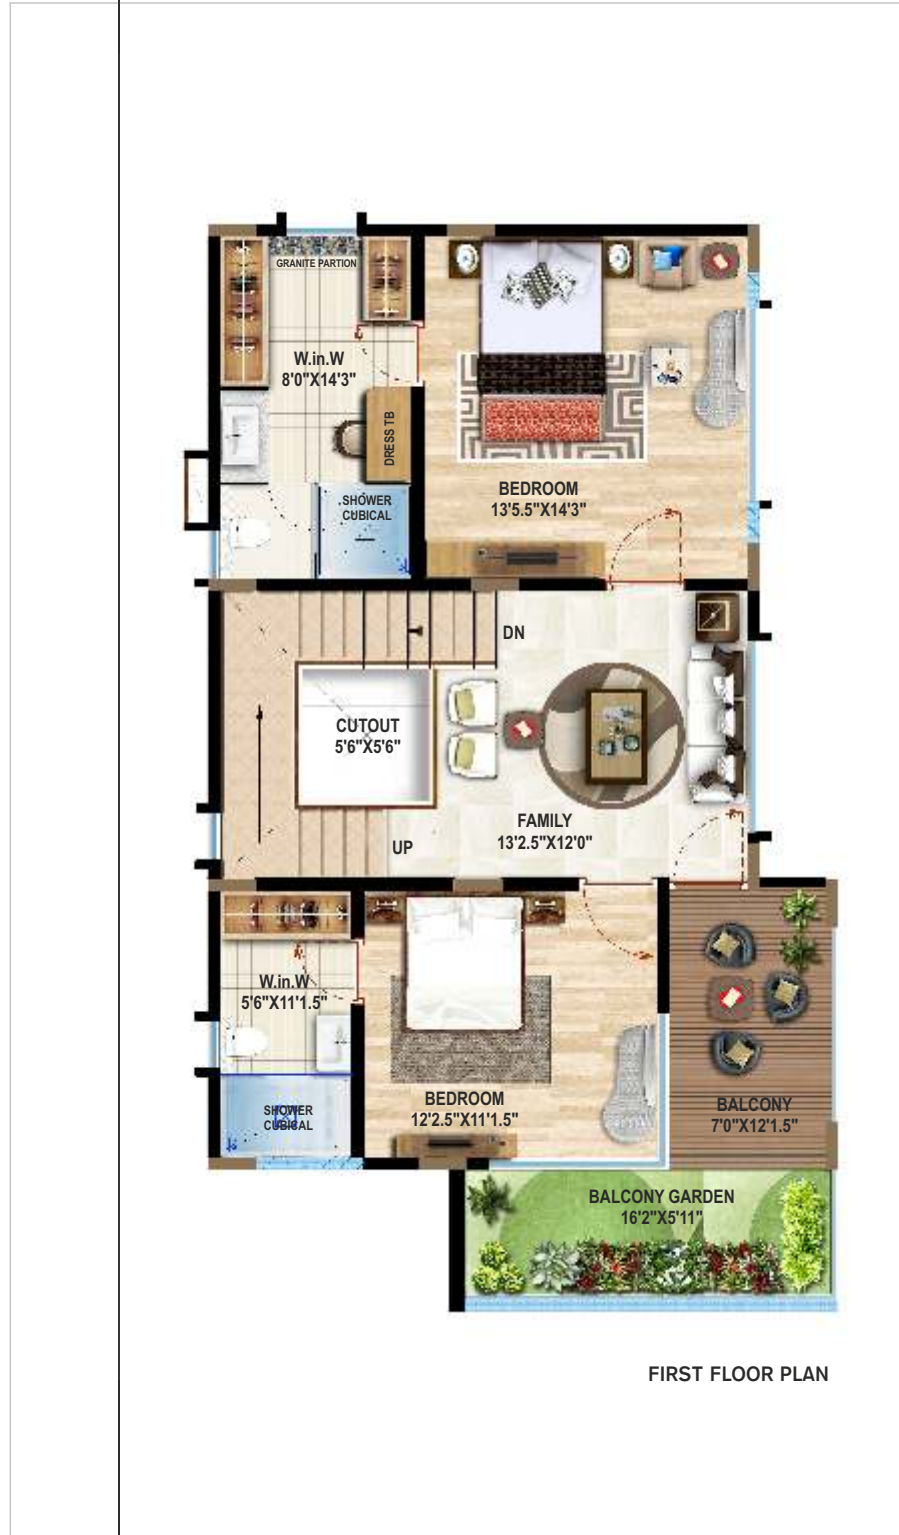 GRANITE PARTION
W.in.W
8'0"X14'3"
DRESS TB
SHOWER
CUBICAL
BEDROOM
13'5.5"X14'3"
DN
CUTOUT
5'6"X5'6"
FAMILY
13'2.5"X12'0"
UP
W.in.W
5'6"X11'1.5"
SHOWER
CUBICAL
BEDROOM
12'2.5"X11'1.5"
BALCONY
7'0"X12'1.5"
BALCONY GARDEN
16'2"X5'11"
FIRST FLOOR PLAN